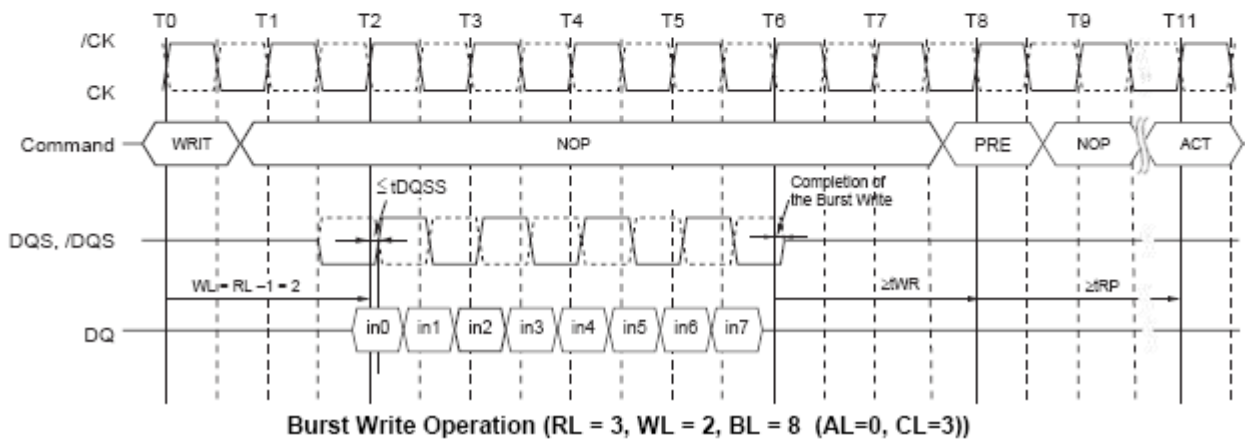 T0 T1 T2 T3 T4 T5 T6 T7 T8 T9 T11
/CK
CK
Command WRIT NOP PRE NOP ACT
≤ tDQSS
Completion of
the Burst Write
DQS, /DQS
WL = RL –1 = 2 ≥tWR ≥tRP
DQ in0 in1 in2 in3 in4 in5 in6 in7
Burst Write Operation (RL = 3, WL = 2, BL = 8 (AL=0, CL=3))